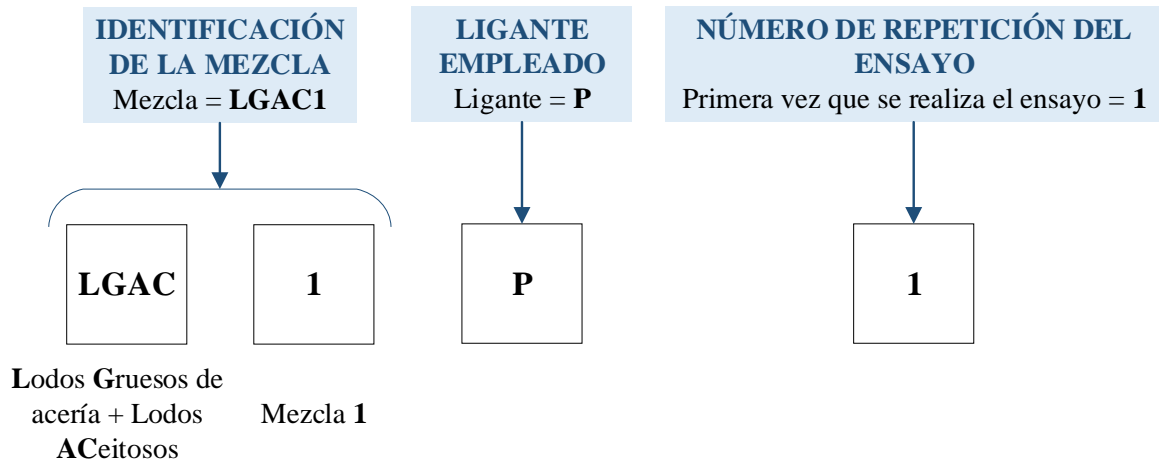 IDENTIFICACIÓN
DE LA MEZCLA
Mezcla = LGAC1
LIGANTE
EMPLEADO
Ligante = P
NÚMERO DE REPETICIÓN DEL
ENSAYO
Primera vez que se realiza el ensayo = 1
LGAC
1
P
1
Lodos Gruesos de
acería + Lodos
ACeitosos
Mezcla 1